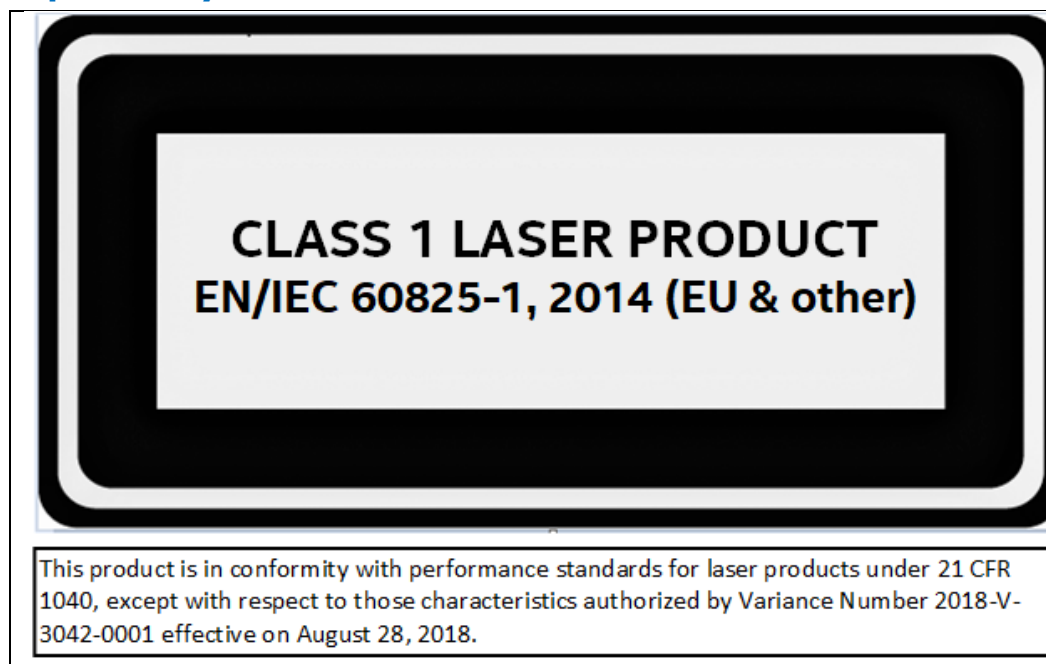 CLASS 1 LASER PRODUCT
EN/IEC 60825-1, 2014 (EU & other)
This product is in conformity with performance standards for laser products under 21 CFR
1040, except with respect to those characteristics authorized by Variance Number 2018-V-
3042-0001 effective on August 28, 2018.